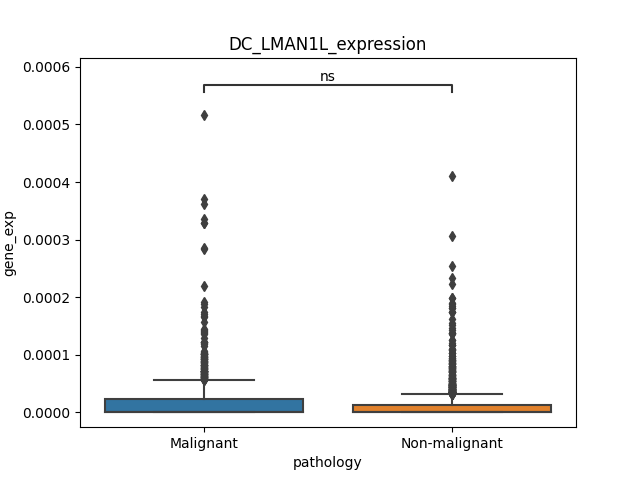 DC_LMAN1L_expression
ns
0.0006
0.0005
0.0004
0.0003
0.0002
0.0001
0.0000
gene_exp
Malignant
Non-malignant
pathology